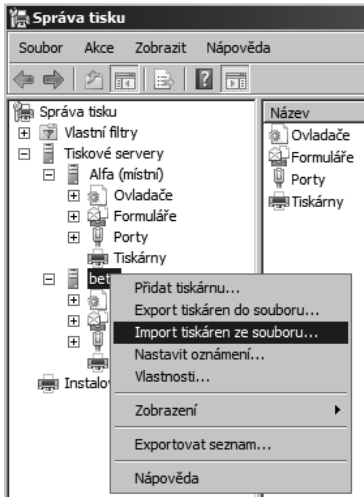 Správa tisku
Soubor Akce Zobrazit Nápověda
Správa tisku
Vlastní filtry
Tiskové servery
Alfa (místní)
Ovladače
Formuláře
Porty
Tiskárny
bet
Instalov
Název
Ovladače
Formuláře
Porty
Tiskárny
Přidat tiskárnu...
Export tiskáren do souboru...
Import tiskáren ze souboru...
Nastavit oznámení...
Vlastnosti...
Zobrazení
Exportovat seznam...
Nápověda